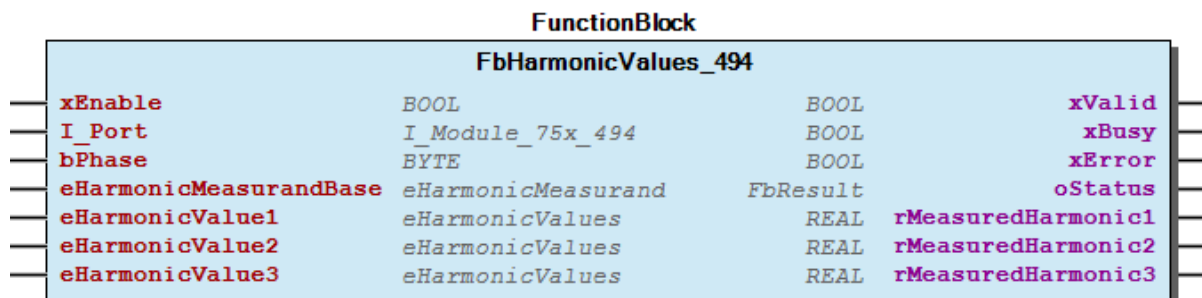 FunctionBlock
FbHarmonicValues_494
xEnable BOOL BOOL xValid
I_Port I_Module_75x_494 BOOL xBusy
bPhase BYTE BOOL xError
eHarmonicMeasurandBase eHarmonicMeasurand FbResult oStatus
eHarmonicValue1 eHarmonicValues REAL rMeasuredHarmonic1
eHarmonicValue2 eHarmonicValues REAL rMeasuredHarmonic2
eHarmonicValue3 eHarmonicValues REAL rMeasuredHarmonic3